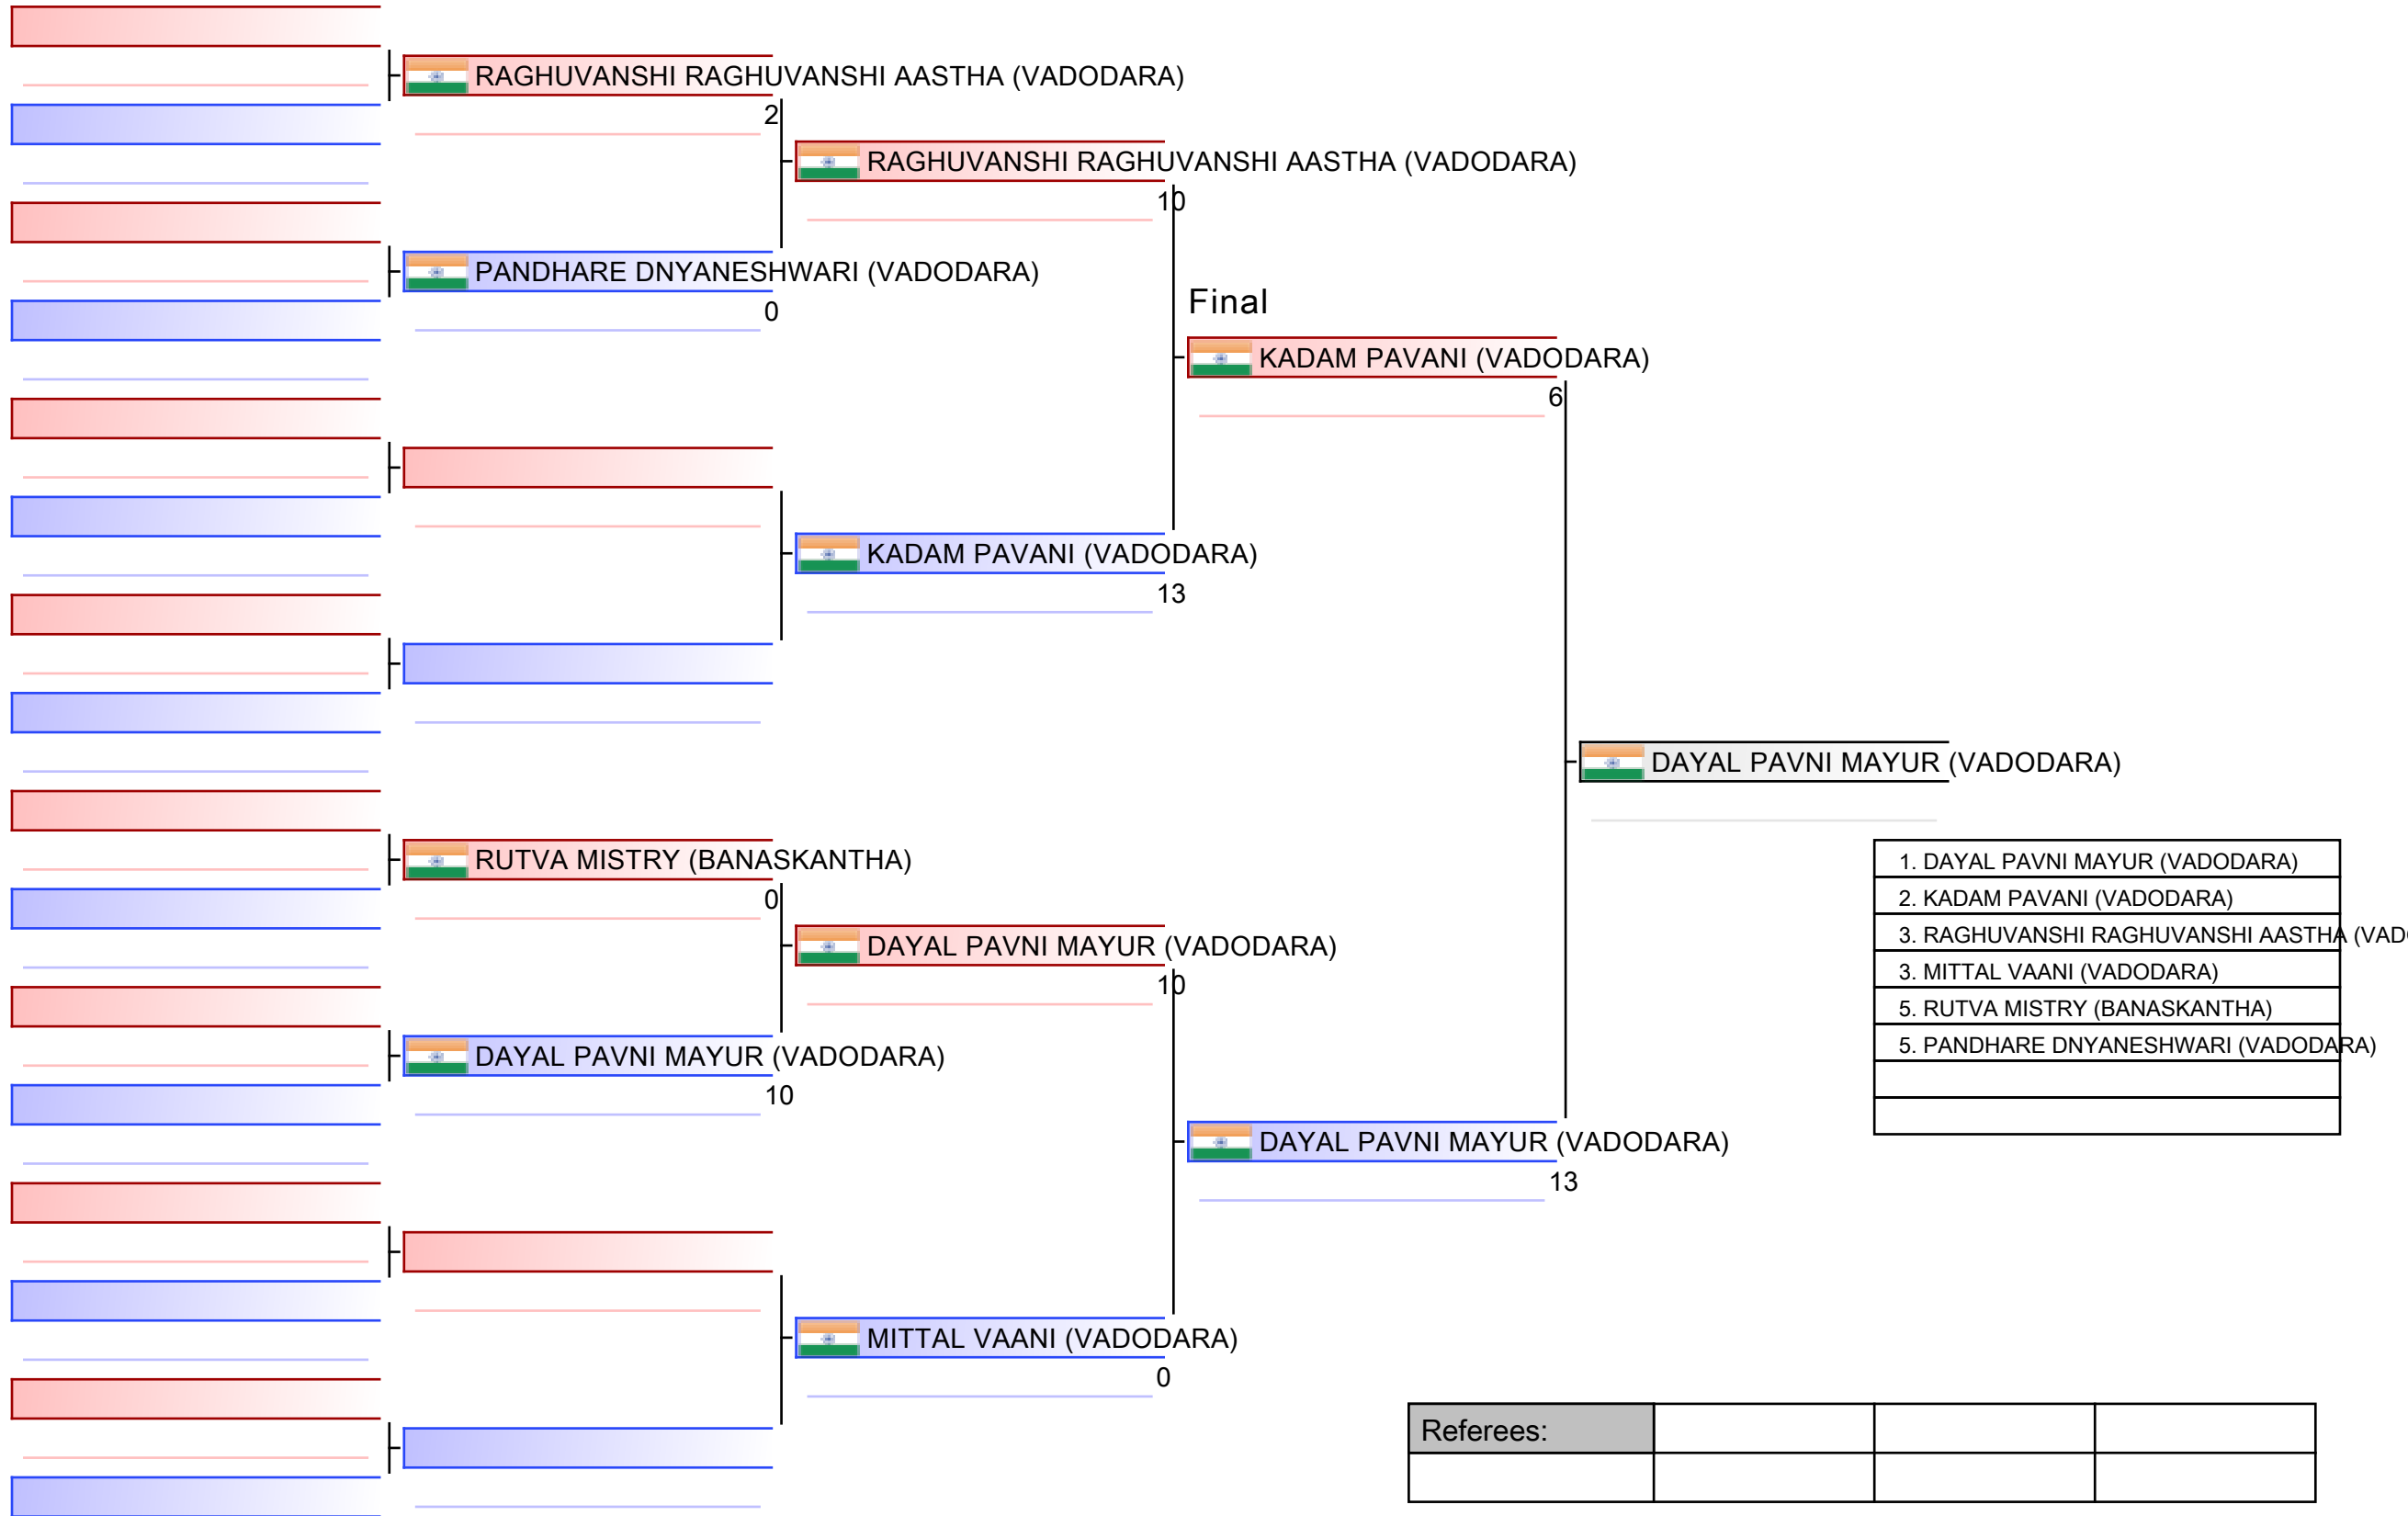 RAGHUVANSHI RAGHUVANSHI AASTHA (VADODARA)
2
RAGHUVANSHI RAGHUVANSHI AASTHA (VADODARA)
10
PANDHARE DNYANESHWARI (VADODARA)
0
Final
KADAM PAVANI (VADODARA)
6
KADAM PAVANI (VADODARA)
13
DAYAL PAVNI MAYUR (VADODARA)
RUTVA MISTRY (BANASKANTHA)
0
DAYAL PAVNI MAYUR (VADODARA)
10
DAYAL PAVNI MAYUR (VADODARA)
10
DAYAL PAVNI MAYUR (VADODARA)
13
MITTAL VAANI (VADODARA)
0
1. DAYAL PAVNI MAYUR (VADODARA)
2. KADAM PAVANI (VADODARA)
3. RAGHUVANSHI RAGHUVANSHI AASTHA (VAD
3. MITTAL VAANI (VADODARA)
5. RUTVA MISTRY (BANASKANTHA)
5. PANDHARE DNYANESHWARI (VADODARA)
Referees: